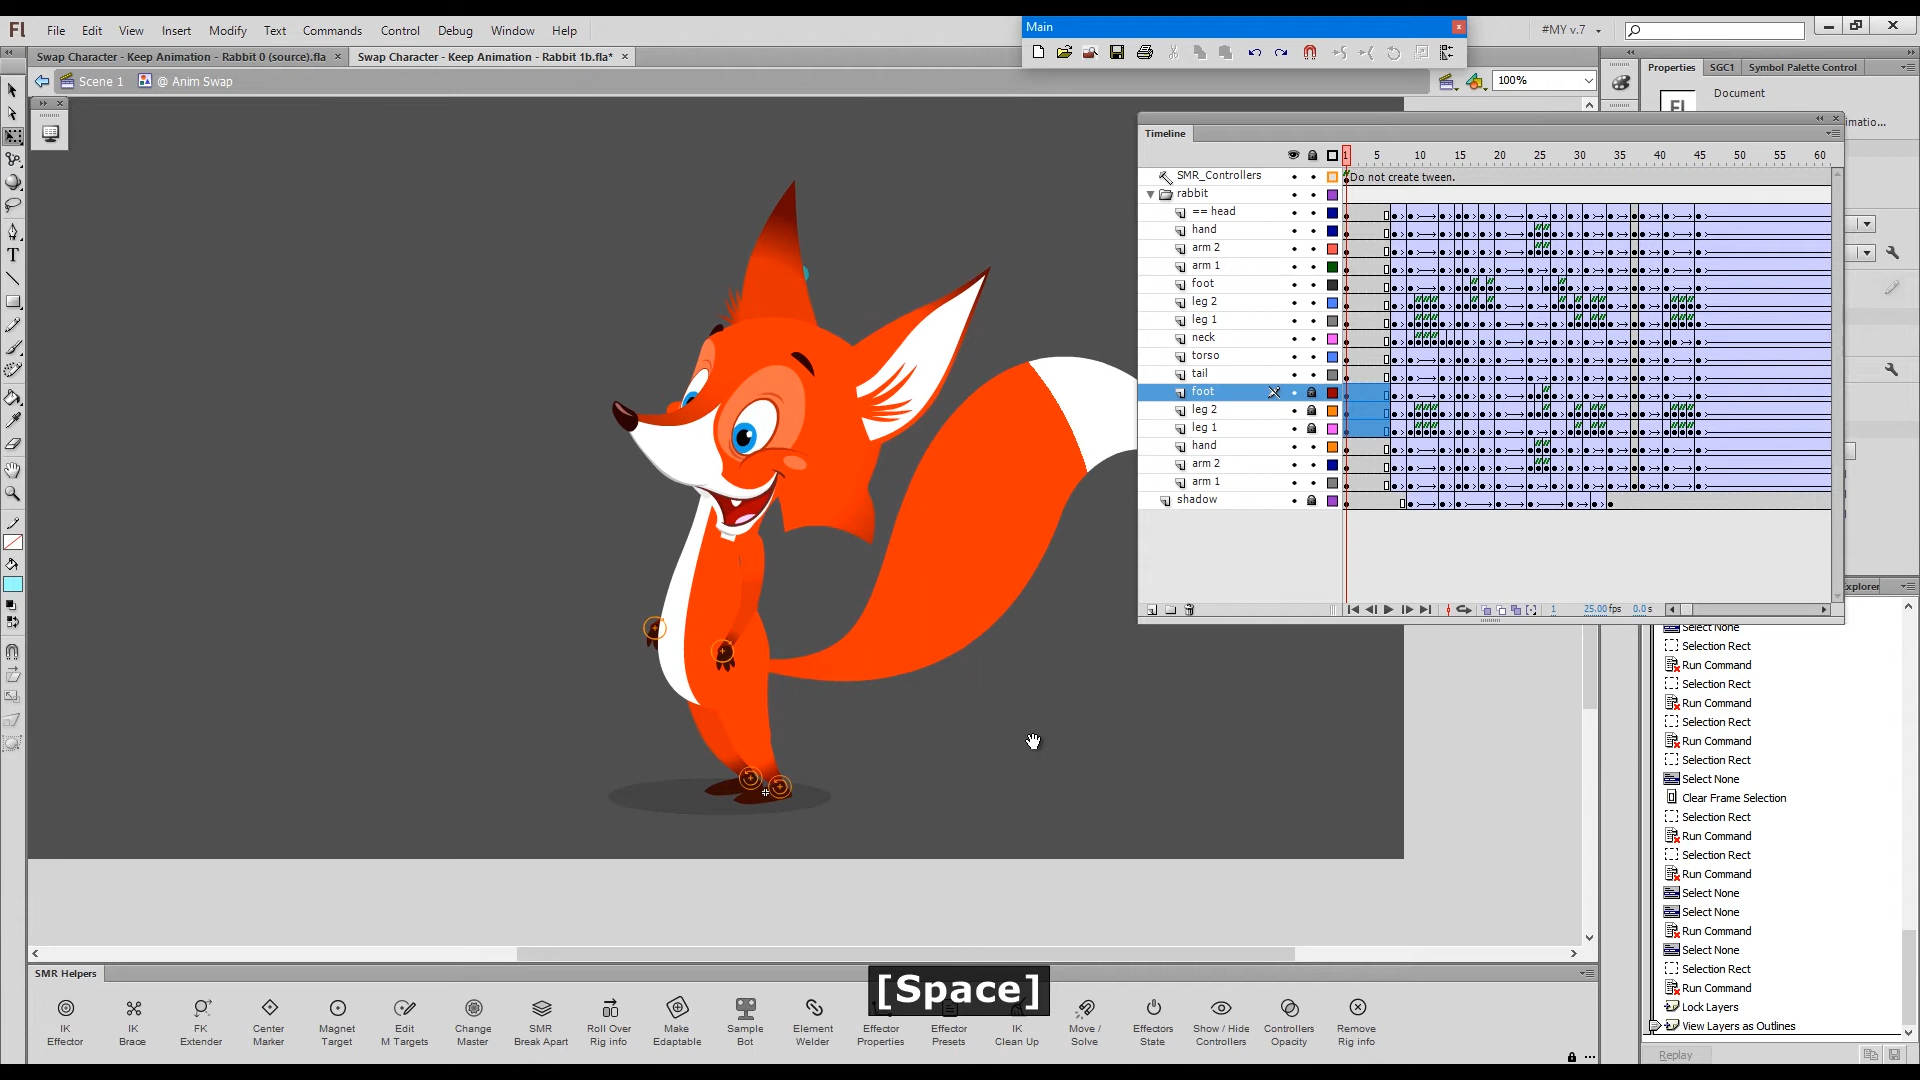 Main
Fl File Edit View Insert Modify Text Commands Control Debug Window Help
#MY v.7
Swap Character - Keep Animation - Rabbit 0 (source).fla × Swap Character - Keep Animation - Rabbit 1b.fla* ×
Scene 1 @ Anim Swap
100%
Properties SGC1 Symbol Palette Control
Fl
Document
Timeline
1 5 10 15 20 25 30 35 40 45 50 55 60
SMR_Controllers
Do not create tween.
rabbit
== head
hand
arm 2
arm 1
foot
leg 2
leg 1
neck
torso
tail
foot
leg 2
leg 1
hand
arm 2
arm 1
shadow
1 25.00 fps 0.0 s
Select None
Selection Rect
Run Command
Selection Rect
Run Command
Selection Rect
Run Command
Selection Rect
Select None
Clear Frame Selection
Selection Rect
Run Command
Selection Rect
Run Command
Select None
Select None
Run Command
Select None
Selection Rect
Run Command
Lock Layers
View Layers as Outlines
Replay
SMR Helpers
[Space]
IK Effector
IK Brace
FK Extender
Center Marker
Magnet Target
Edit M Targets
Change Master
SMR Break Apart
Roll Over Rig info
Make Adaptable
Sample Bot
Element Welder
Effector Properties
Effector Presets
IK Clean Up
Move / Solve
Effectors State
Show / Hide Controllers
Controllers Opacity
Remove Rig info